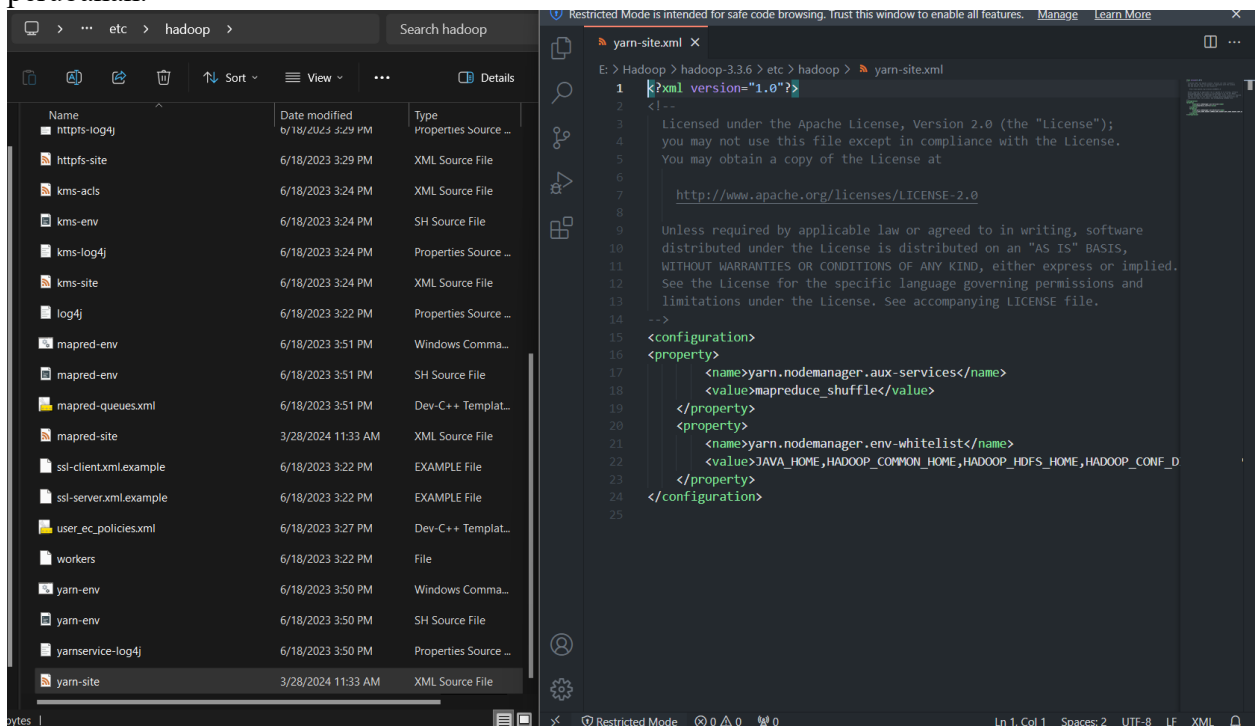 Restricted Mode is intended for safe code browsing. Trust this window to enable all features. Manage Learn More
etc > hadoop >
Search hadoop
Sort
View
Details
Name Date modified Type
httpfs-log4j 6/18/2023 3:29 PM Properties Source ...
httpfs-site 6/18/2023 3:29 PM XML Source File
kms-acls 6/18/2023 3:24 PM XML Source File
kms-env 6/18/2023 3:24 PM SH Source File
kms-log4j 6/18/2023 3:24 PM Properties Source ...
kms-site 6/18/2023 3:24 PM XML Source File
log4j 6/18/2023 3:22 PM Properties Source ...
mapred-env 6/18/2023 3:51 PM Windows Comma...
mapred-env 6/18/2023 3:51 PM SH Source File
mapred-queues.xml 6/18/2023 3:51 PM Dev-C++ Templat...
mapred-site 3/28/2024 11:33 AM XML Source File
ssl-client.xml.example 6/18/2023 3:22 PM EXAMPLE File
ssl-server.xml.example 6/18/2023 3:22 PM EXAMPLE File
user_ec_policies.xml 6/18/2023 3:27 PM Dev-C++ Templat...
workers 6/18/2023 3:22 PM File
yarn-env 6/18/2023 3:50 PM Windows Comma...
yarn-env 6/18/2023 3:50 PM SH Source File
yarnservice-log4j 6/18/2023 3:50 PM Properties Source ...
yarn-site 3/28/2024 11:33 AM XML Source File
yarn-site.xml
E: > Hadoop > hadoop-3.3.6 > etc > hadoop > yarn-site.xml
1 <?xml version="1.0"?>
2 <!--
3 Licensed under the Apache License, Version 2.0 (the "License");
4 you may not use this file except in compliance with the License.
5 You may obtain a copy of the License at
6
7 http://www.apache.org/licenses/LICENSE-2.0
8
9 Unless required by applicable law or agreed to in writing, software
10 distributed under the License is distributed on an "AS IS" BASIS,
11 WITHOUT WARRANTIES OR CONDITIONS OF ANY KIND, either express or implied.
12 See the License for the specific language governing permissions and
13 limitations under the License. See accompanying LICENSE file.
14 -->
15 <configuration>
16 <property>
17 <name>yarn.nodemanager.aux-services</name>
18 <value>mapreduce_shuffle</value>
19 </property>
20 <property>
21 <name>yarn.nodemanager.env-whitelist</name>
22 <value>JAVA_HOME,HADOOP_COMMON_HOME,HADOOP_HDFS_HOME,HADOOP_CONF_D
23 </property>
24 </configuration>
25
Restricted Mode 0 0 0 Ln 1, Col 1 Spaces: 2 UTF-8 LF XML